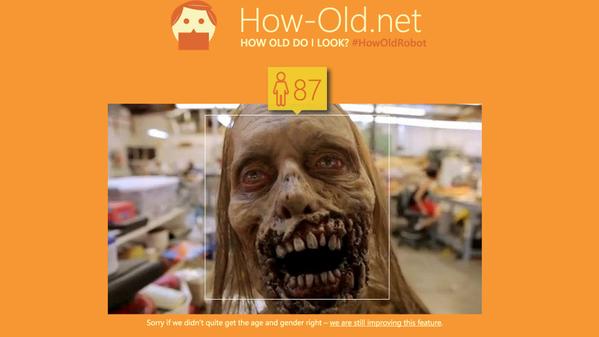 How-Old.net
HOW OLD DO I LOOK? #HowOldRobot
87
Sorry if we didn't quite get the age and gender right – we are still improving this feature.